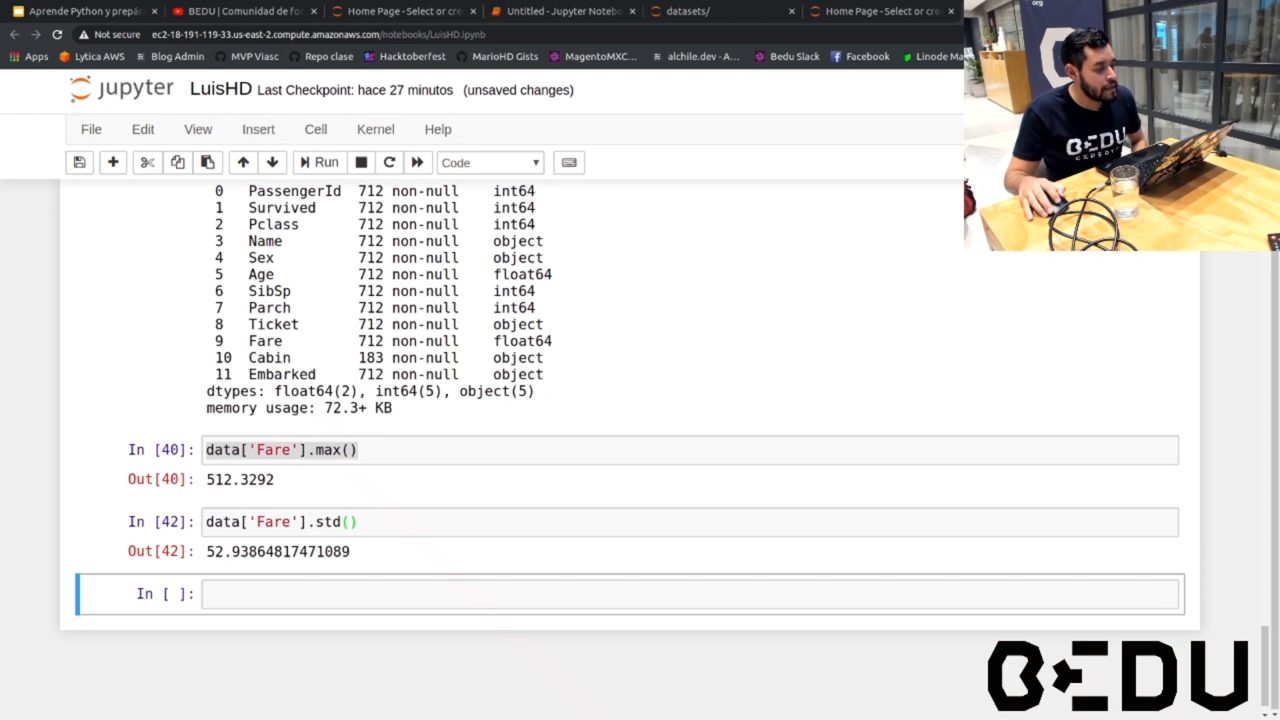 Aprende Python y prepár
BEDU | Comunidad de for
Home Page - Select or cre
Untitled - Jupyter Notebo
datasets/
Home Page - Select or cre
Not secure
ec2-18-191-119-33.us-east-2.compute.amazonaws.com/notebooks/LuisHD.ipynb
Apps
Lytica AWS
Blog Admin
MVP Viasc
Repo clase
Hacktoberfest
MarioHD Gists
MagentoMXC...
alchile.dev - A...
Bedu Slack
Facebook
Linode Ma
org
BEDU
EXPERT
jupyter
LuisHD Last Checkpoint: hace 27 minutos (unsaved changes)
File Edit View Insert Cell Kernel Help
Run
Code
0 PassengerId 712 non-null int64
1 Survived 712 non-null int64
2 Pclass 712 non-null int64
3 Name 712 non-null object
4 Sex 712 non-null object
5 Age 712 non-null float64
6 SibSp 712 non-null int64
7 Parch 712 non-null int64
8 Ticket 712 non-null object
9 Fare 712 non-null float64
10 Cabin 183 non-null object
11 Embarked 712 non-null object
dtypes: float64(2), int64(5), object(5)
memory usage: 72.3+ KB
In [40]: data['Fare'].max()
Out[40]: 512.3292
In [42]: data['Fare'].std()
Out[42]: 52.93864817471089
In [ ]:
BEDU